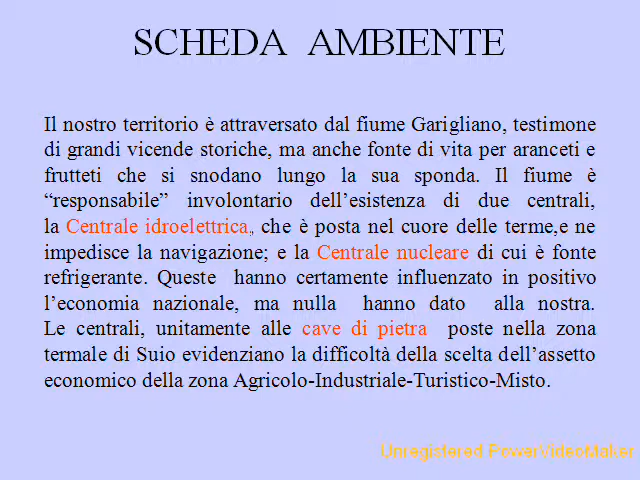 SCHEDA AMBIENTE
Il nostro territorio è attraversato dal fiume Garigliano, testimone
di grandi vicende storiche, ma anche fonte di vita per aranceti e
frutteti che si snodano lungo la sua sponda. Il fiume è
“responsabile” involontario dell’esistenza di due centrali,
la Centrale idroelettrica,, che è posta nel cuore delle terme,e ne
impedisce la navigazione; e la Centrale nucleare di cui è fonte
refrigerante. Queste hanno certamente influenzato in positivo
l’economia nazionale, ma nulla hanno dato alla nostra.
Le centrali, unitamente alle cave di pietra poste nella zona
termale di Suio evidenziano la difficoltà della scelta dell’assetto
economico della zona Agricolo-Industriale-Turistico-Misto.
Unregistered PowerVideoMaker